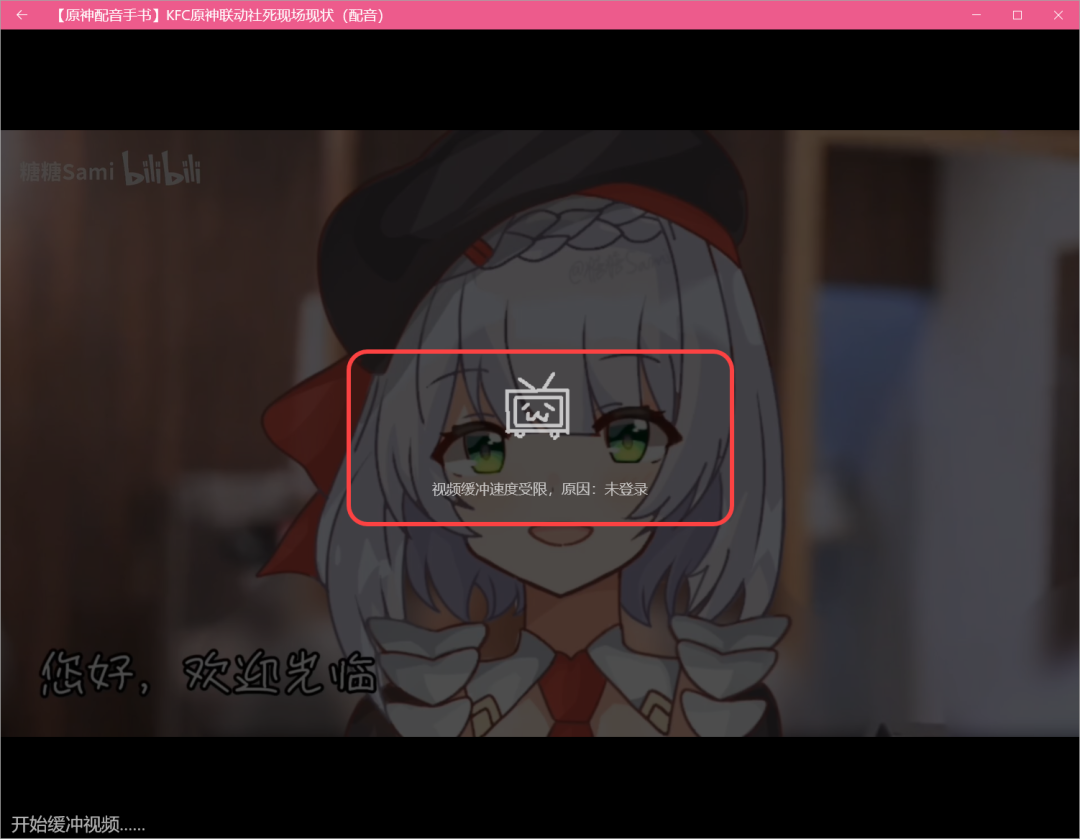 【原神配音手书】KFC原神联动社死现场现状（配音）
糖糖Sami bilibili
视频缓冲速度受限，原因：未登录
您好，欢迎光临
开始缓冲视频......